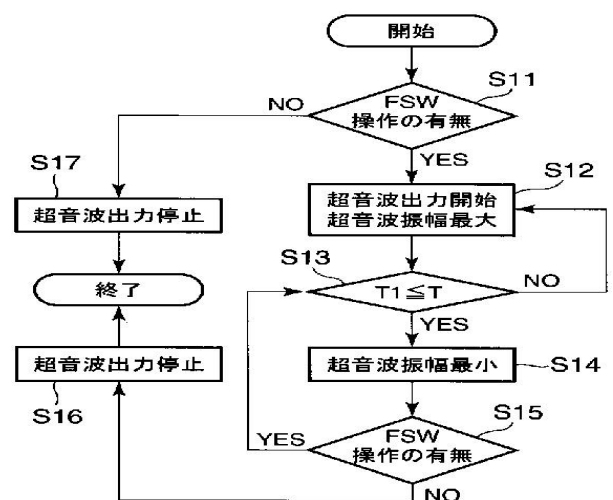 開始
S11
FSW
操作の有無
NO
YES
S17
超音波出力停止
S12
超音波出力開始
超音波振幅最大
終了
S13
T1≦T
NO
YES
超音波出力停止
S16
超音波振幅最小
S14
S15
FSW
操作の有無
YES
NO